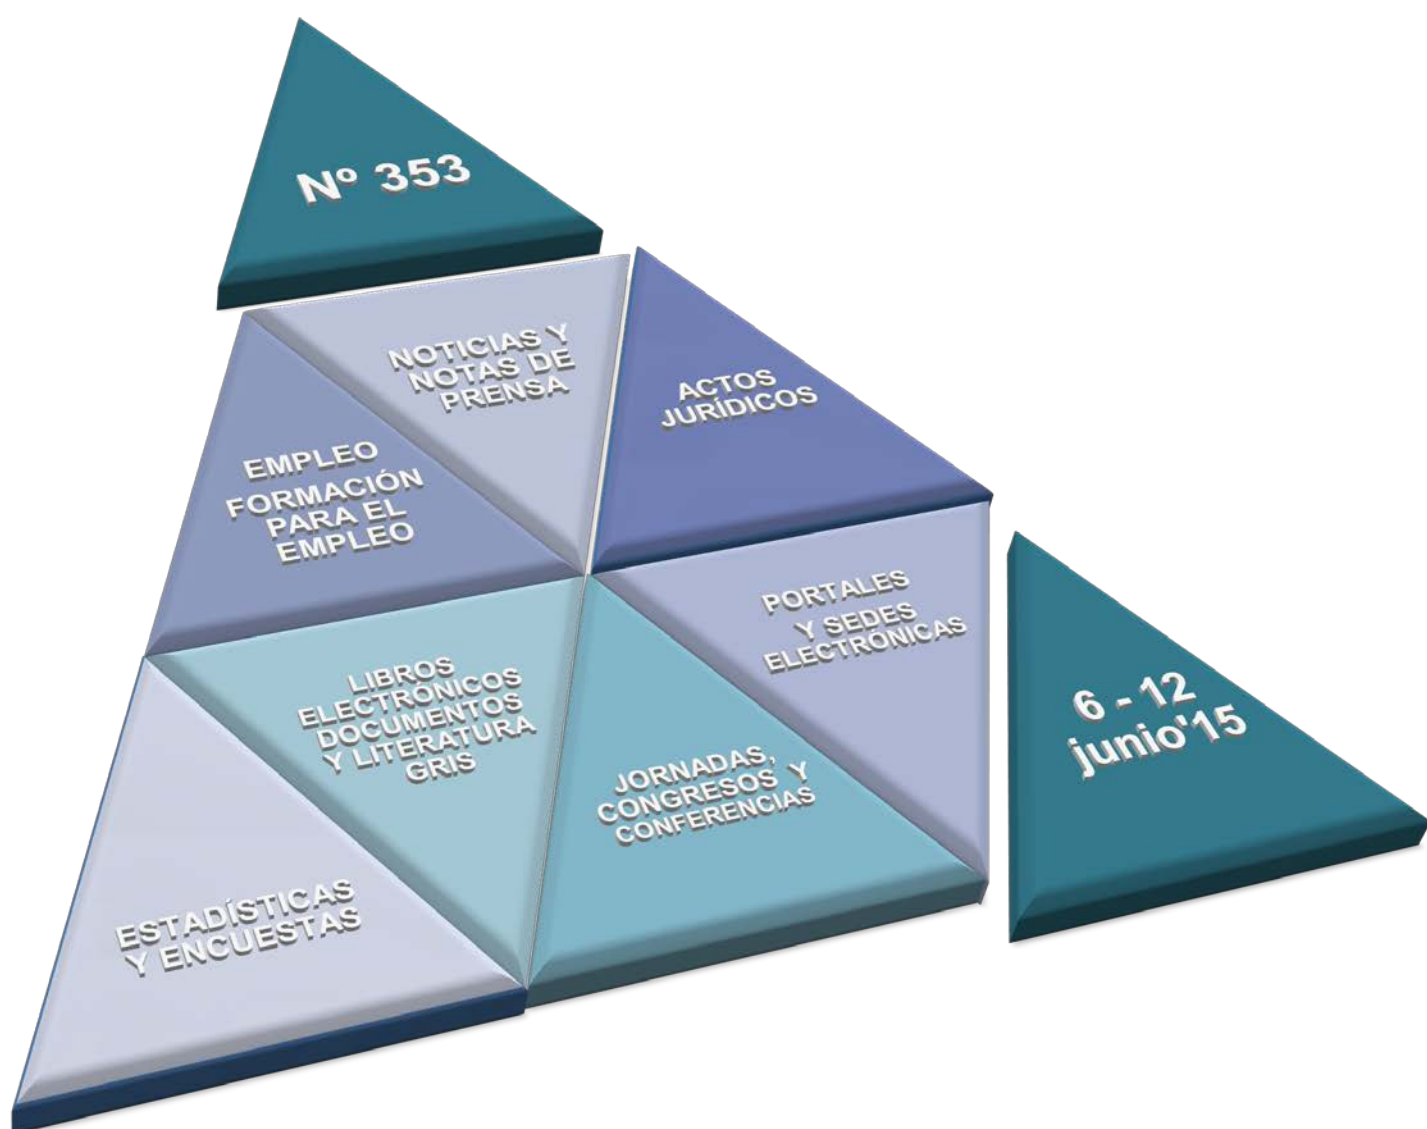 Nº 353
NOTICIAS Y
NOTAS DE
PRENSA
ACTOS
JURÍDICOS
EMPLEO
FORMACIÓN
PARA EL
EMPLEO
PORTALES
Y SEDES
ELECTRÓNICAS
LIBROS
ELECTRÓNICOS
DOCUMENTOS
Y LITERATURA
GRIS
JORNADAS,
CONGRESOS Y
CONFERENCIAS
6 - 12
junio'15
ESTADÍSTICAS
Y ENCUESTAS